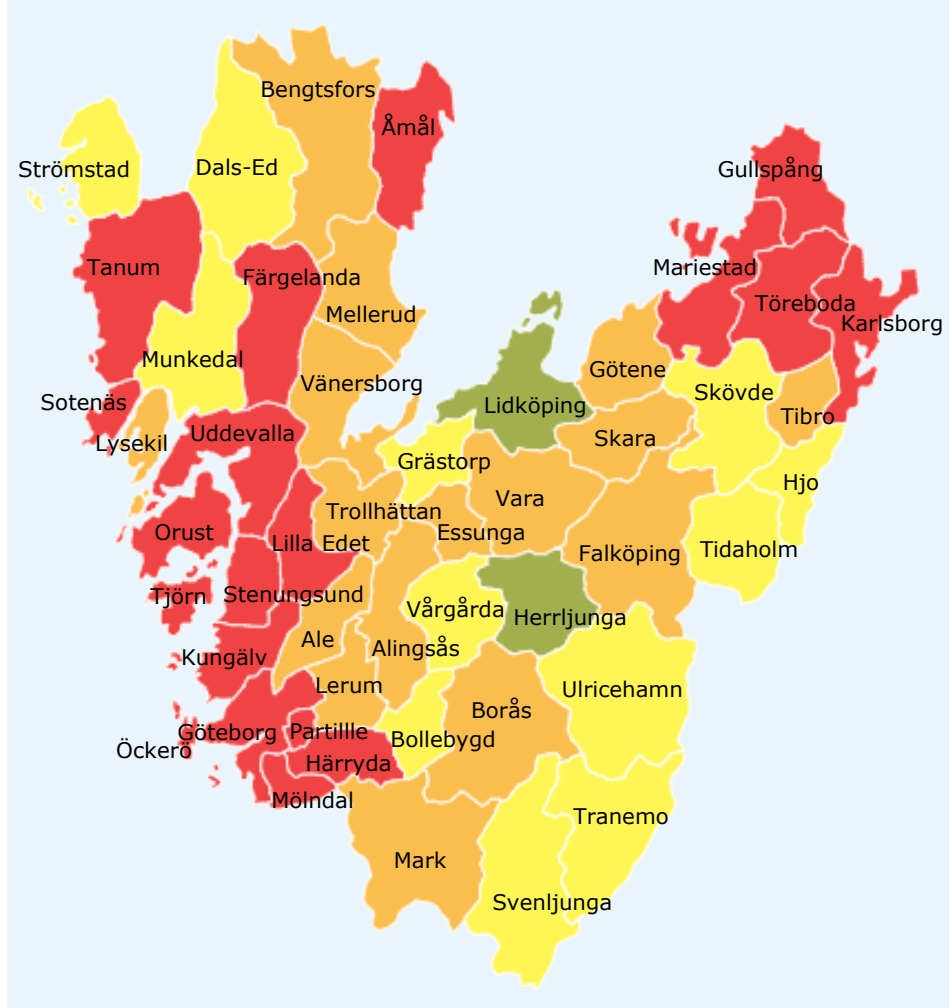 Bengtsfors
Åmål
Strömstad
Dals-Ed
Gullspång
Tanum
Färgelanda
Mariestad
Töreboda
Mellerud
Karlsborg
Munkedal
Vänersborg
Götene
Skövde
Sotenäs
Lidköping
Tibro
Lysekil
Uddevalla
Skara
Grästorp
Hjo
Vara
Trollhättan
Orust
Essunga
Lilla Edet
Falköping
Tidaholm
Tjörn
Stenungsund
Vårgårda
Herrljunga
Ale
Alingsås
Kungälv
Lerum
Ulricehamn
Borås
Göteborg
Partillle
Bollebygd
Öckerö
Härryda
Mölndal
Tranemo
Mark
Svenljunga